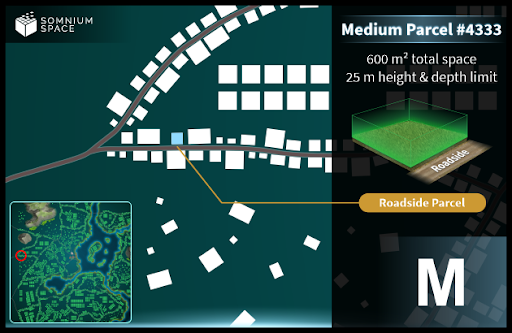 SOMNIUM
SPACE
Medium Parcel #4333
600 m² total space
25 m height & depth limit
Roadside
Roadside Parcel
M